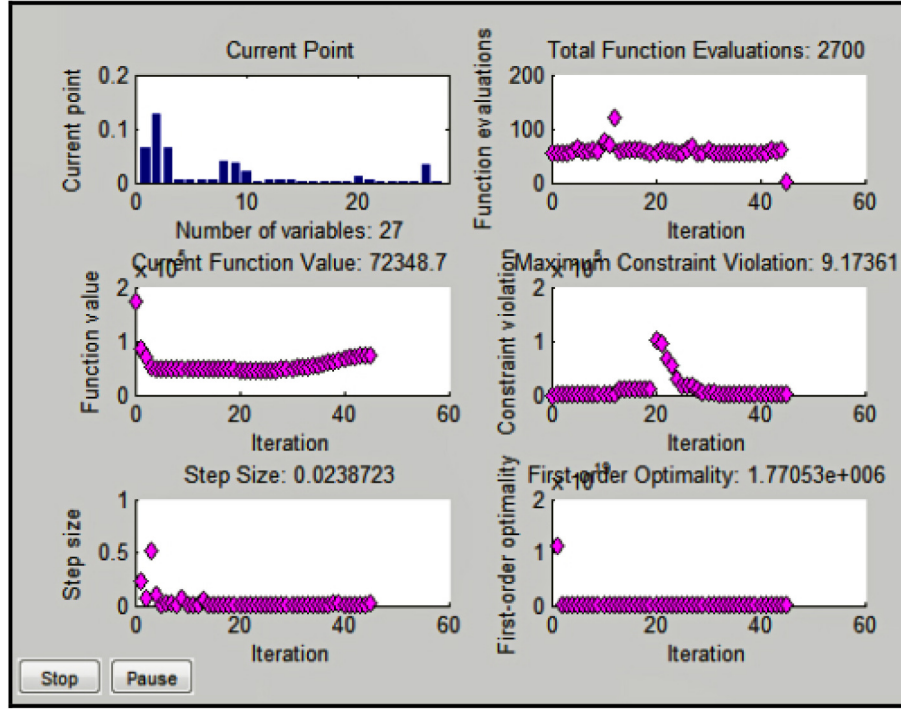 Current Point
Current point
0.2
0.1
0
0
10
20
Number of variables: 27
Total Function Evaluations: 2700
Function evaluations
200
100
0
0
20
40
60
Iteration
Current Function Value: 72348.7
× 10^5
Function value
2
1
0
0
20
40
60
Iteration
Maximum Constraint Violation: 9.17361
× 10^5
Constraint violation
2
1
0
0
20
40
60
Iteration
Step Size: 0.0238723
Step size
1
0.5
0
0
20
40
60
Iteration
First-order Optimality: 1.77053e+006
First-order optimality
2
1
0
0
20
40
60
Iteration
Stop
Pause